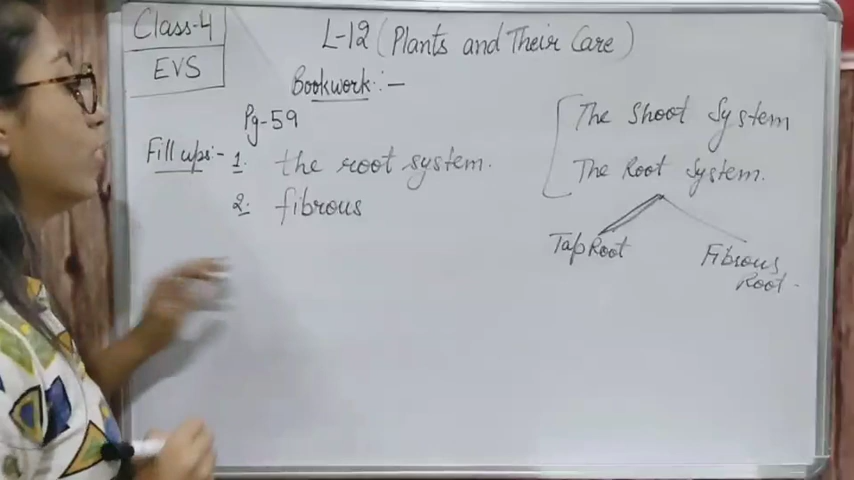 Class-4
EVS
L-12 (Plants and Their Care)
Bookwork:-
Pg-59
Fill ups:- 1. the root system.
2. fibrous
The Shoot System
The Root System.
Tap Root
Fibrous
Root.